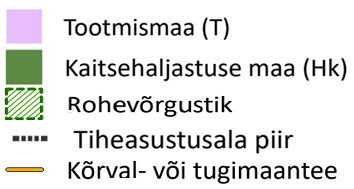 Tootmismaa (T)
Kaitsehaljastuse maa (Hk)
Rohevõrgustik
Tiheasustusala piir
Kõrval- või tugimaantee